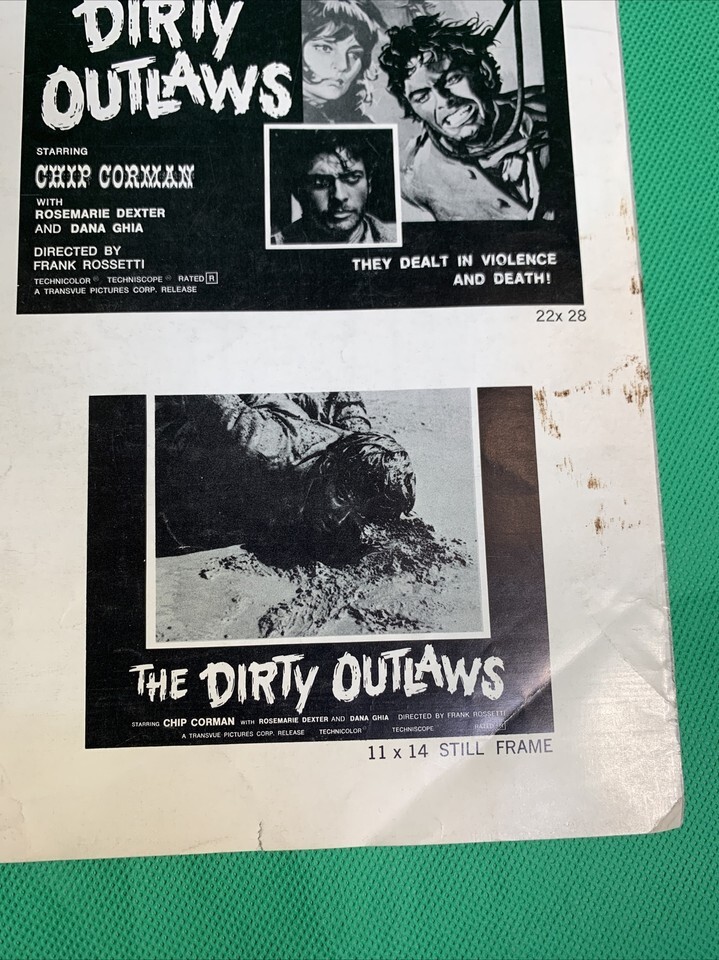 DIRTY
OUTLAWS
STARRING
CHIP CORMAN
WITH
ROSEMARIE DEXTER
AND DANA GHIA
DIRECTED BY
FRANK ROSSETTI
TECHNICOLOR® TECHNISCOPE® RATED R
A TRANSVUE PICTURES CORP. RELEASE
THEY DEALT IN VIOLENCE
AND DEATH!
22x 28
THE DIRTY OUTLAWS
STARRING CHIP CORMAN WITH ROSEMARIE DEXTER AND DANA GHIA DIRECTED BY FRANK ROSSETTI
A TRANSVUE PICTURES CORP. RELEASE TECHNICOLOR® TECHNISCOPE RATED R
11 x 14 STILL FRAME